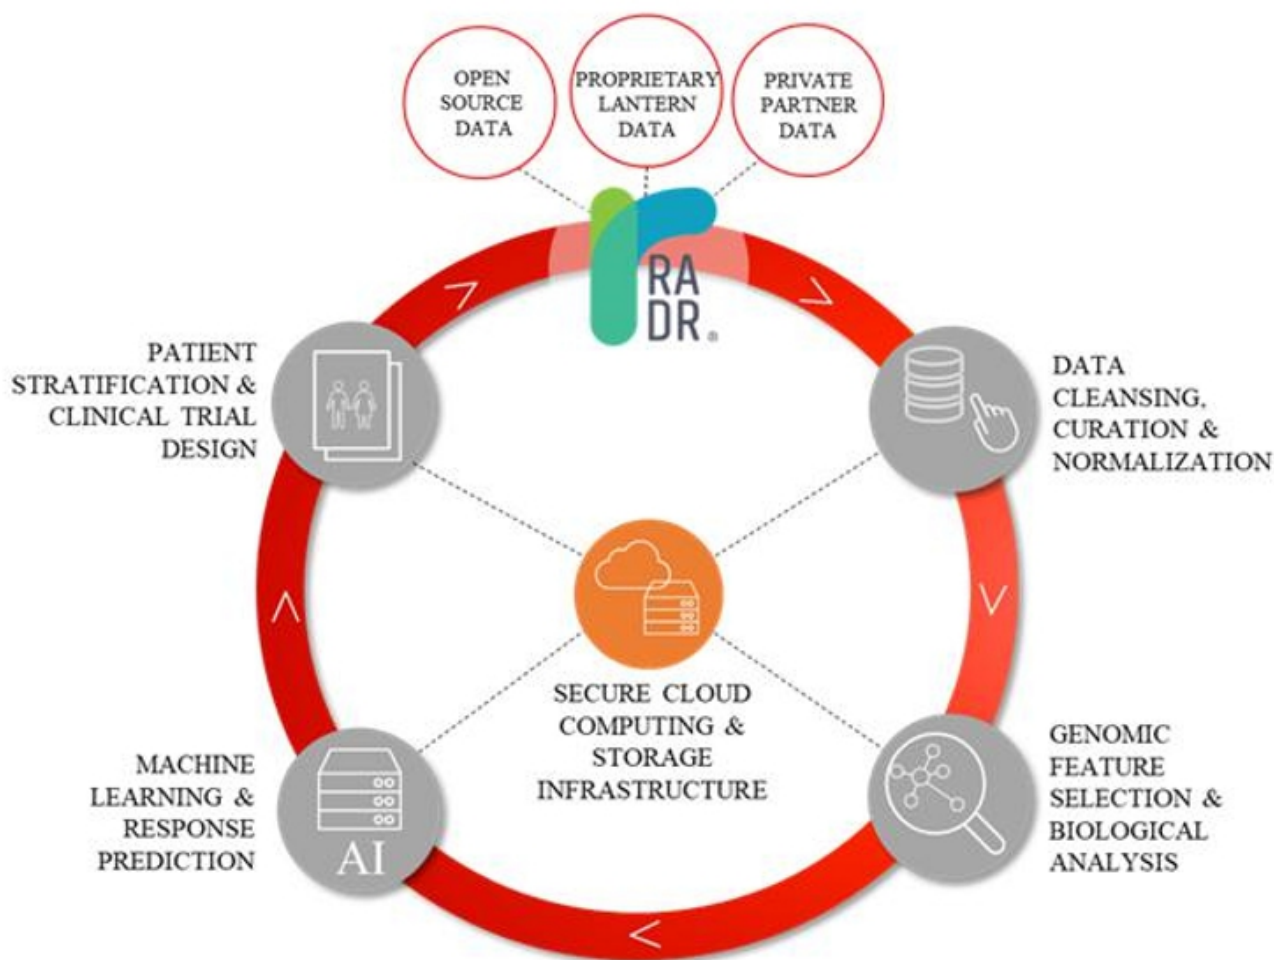 OPEN
SOURCE
DATA
PROPRIETARY
LANTERN
DATA
PRIVATE
PARTNER
DATA
RA
DR®
PATIENT
STRATIFICATION &
CLINICAL TRIAL
DESIGN
DATA
CLEANSING,
CURATION &
NORMALIZATION
SECURE CLOUD
COMPUTING &
STORAGE
INFRASTRUCTURE
MACHINE
LEARNING &
RESPONSE
PREDICTION
AI
GENOMIC
FEATURE
SELECTION &
BIOLOGICAL
ANALYSIS